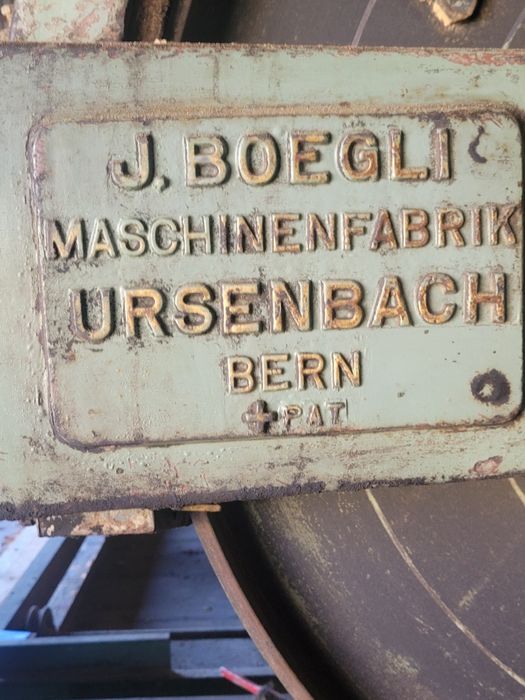 J. BOEGLI
MASCHINENFABRIK
URSENBACH
BERN
✚ PAT